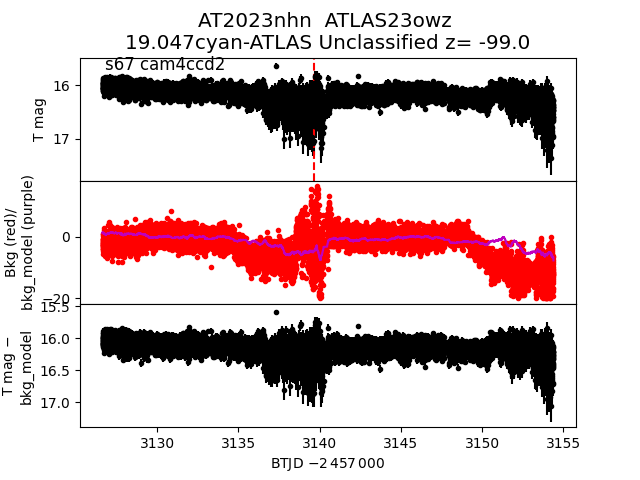 AT2023nhn  ATLAS23owz
19.047cyan-ATLAS Unclassified z= -99.0
s67 cam4ccd2
16
17
T mag
0
−20
Bkg (red)/
bkg_model (purple)
15.5
16.0
16.5
17.0
T mag −
bkg_model
3130
3135
3140
3145
3150
3155
BTJD −2 457 000